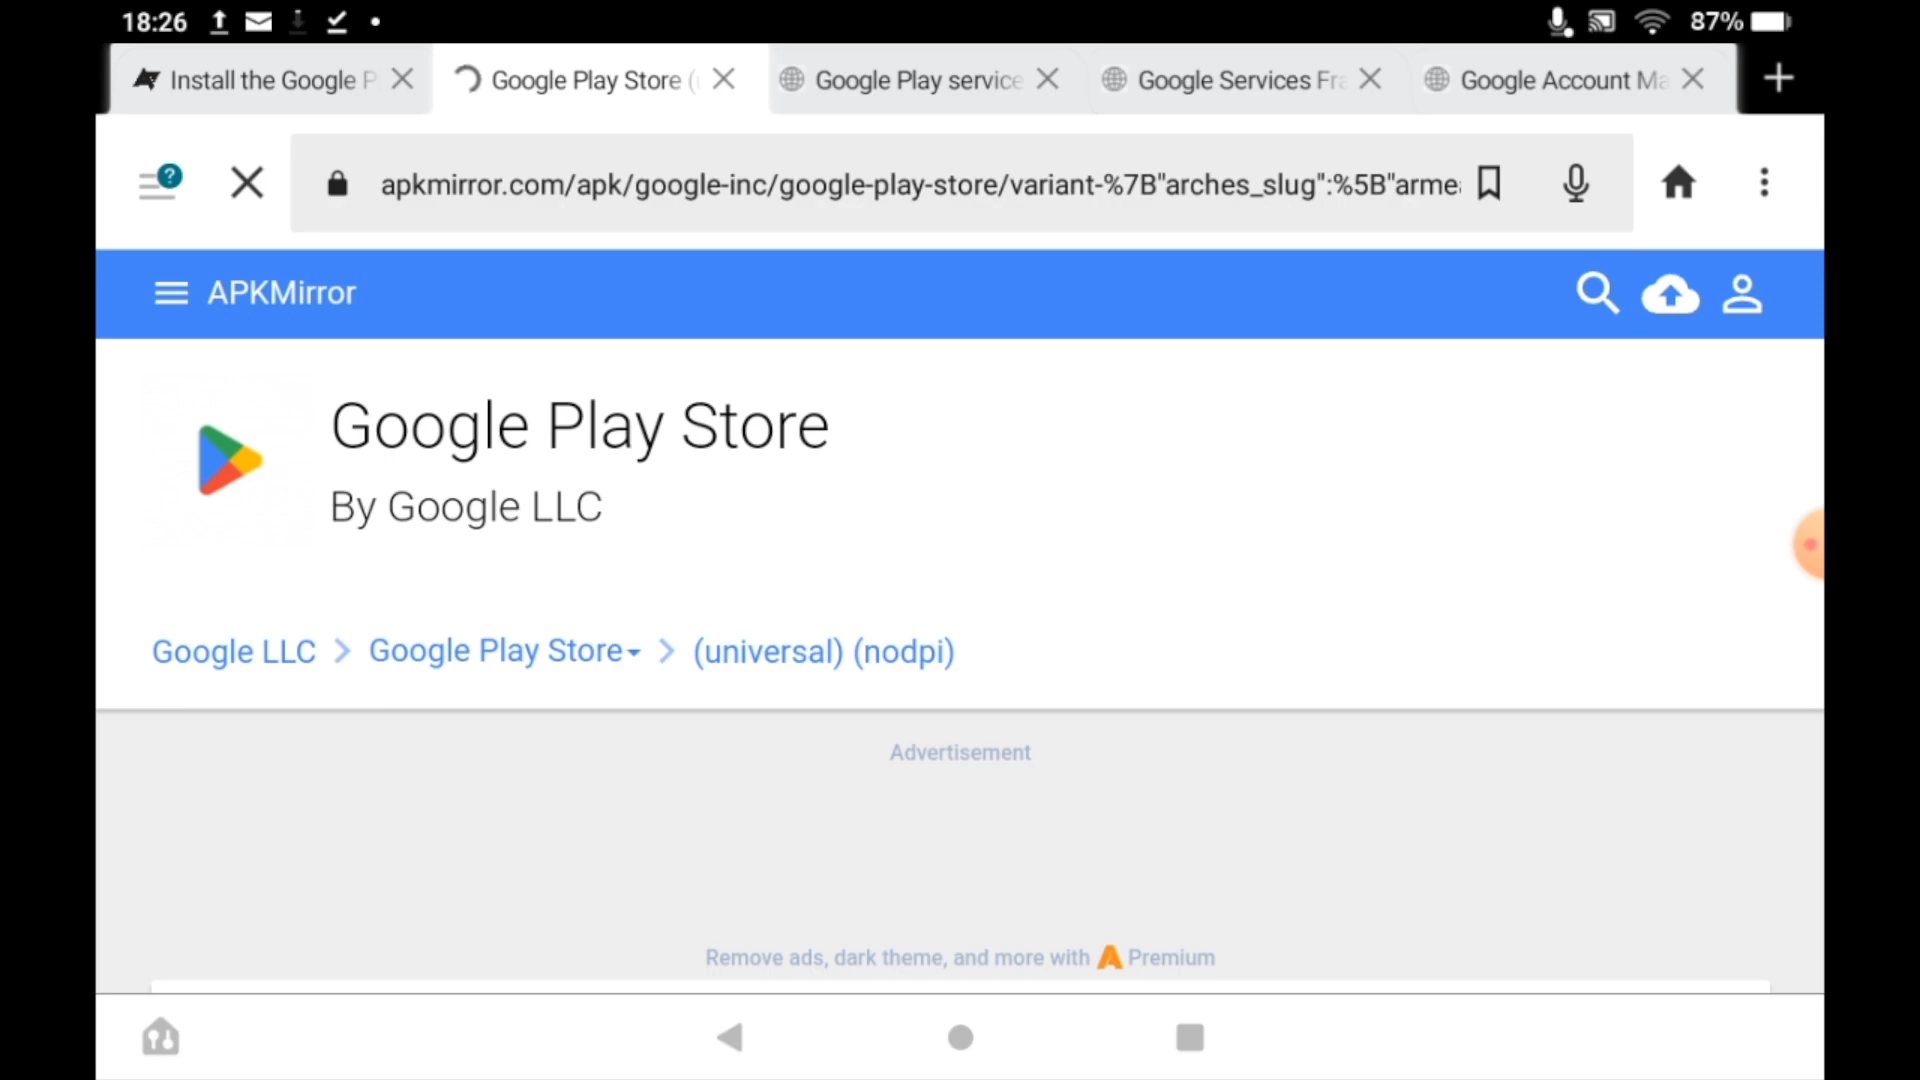 18:26
87%
Install the Google P
Google Play Store (
Google Play service
Google Services Fra
Google Account Ma
apkmirror.com/apk/google-inc/google-play-store/variant-%7B"arches_slug":%5B"armea
APKMirror
Google Play Store
By Google LLC
Google LLC > Google Play Store > (universal) (nodpi)
Advertisement
Remove ads, dark theme, and more with Premium